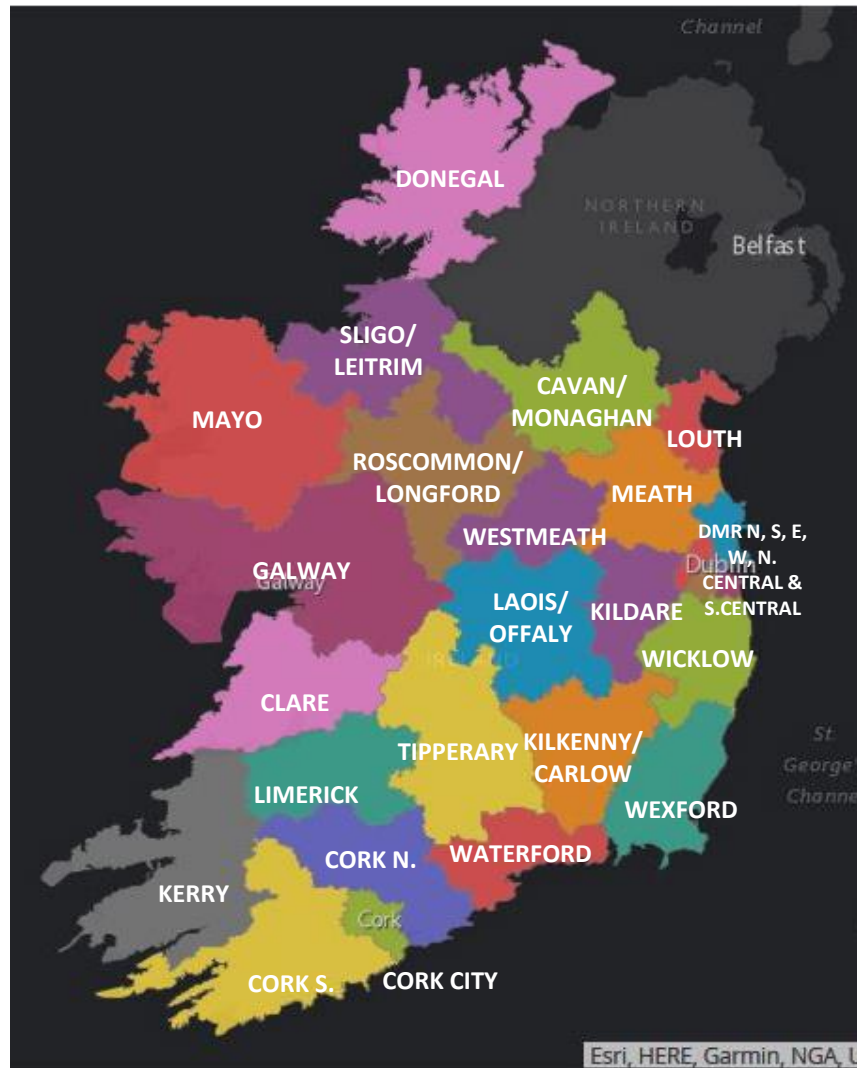 Channel
DONEGAL
NORTHERN
IRELAND
Belfast
SLIGO/
LEITRIM
CAVAN/
MONAGHAN
MAYO
LOUTH
ROSCOMMON/
LONGFORD
MEATH
WESTMEATH
DMR N, S, E,
W, N.
Dublin
CENTRAL &
S.CENTRAL
GALWAY
Galway
LAOIS/
OFFALY
KILDARE
IRELAND
WICKLOW
CLARE
TIPPERARY
KILKENNY/
CARLOW
St.
George's
Channel
LIMERICK
WEXFORD
CORK N.
WATERFORD
KERRY
Cork
CORK S.
CORK CITY
Esri, HERE, Garmin, NGA, U